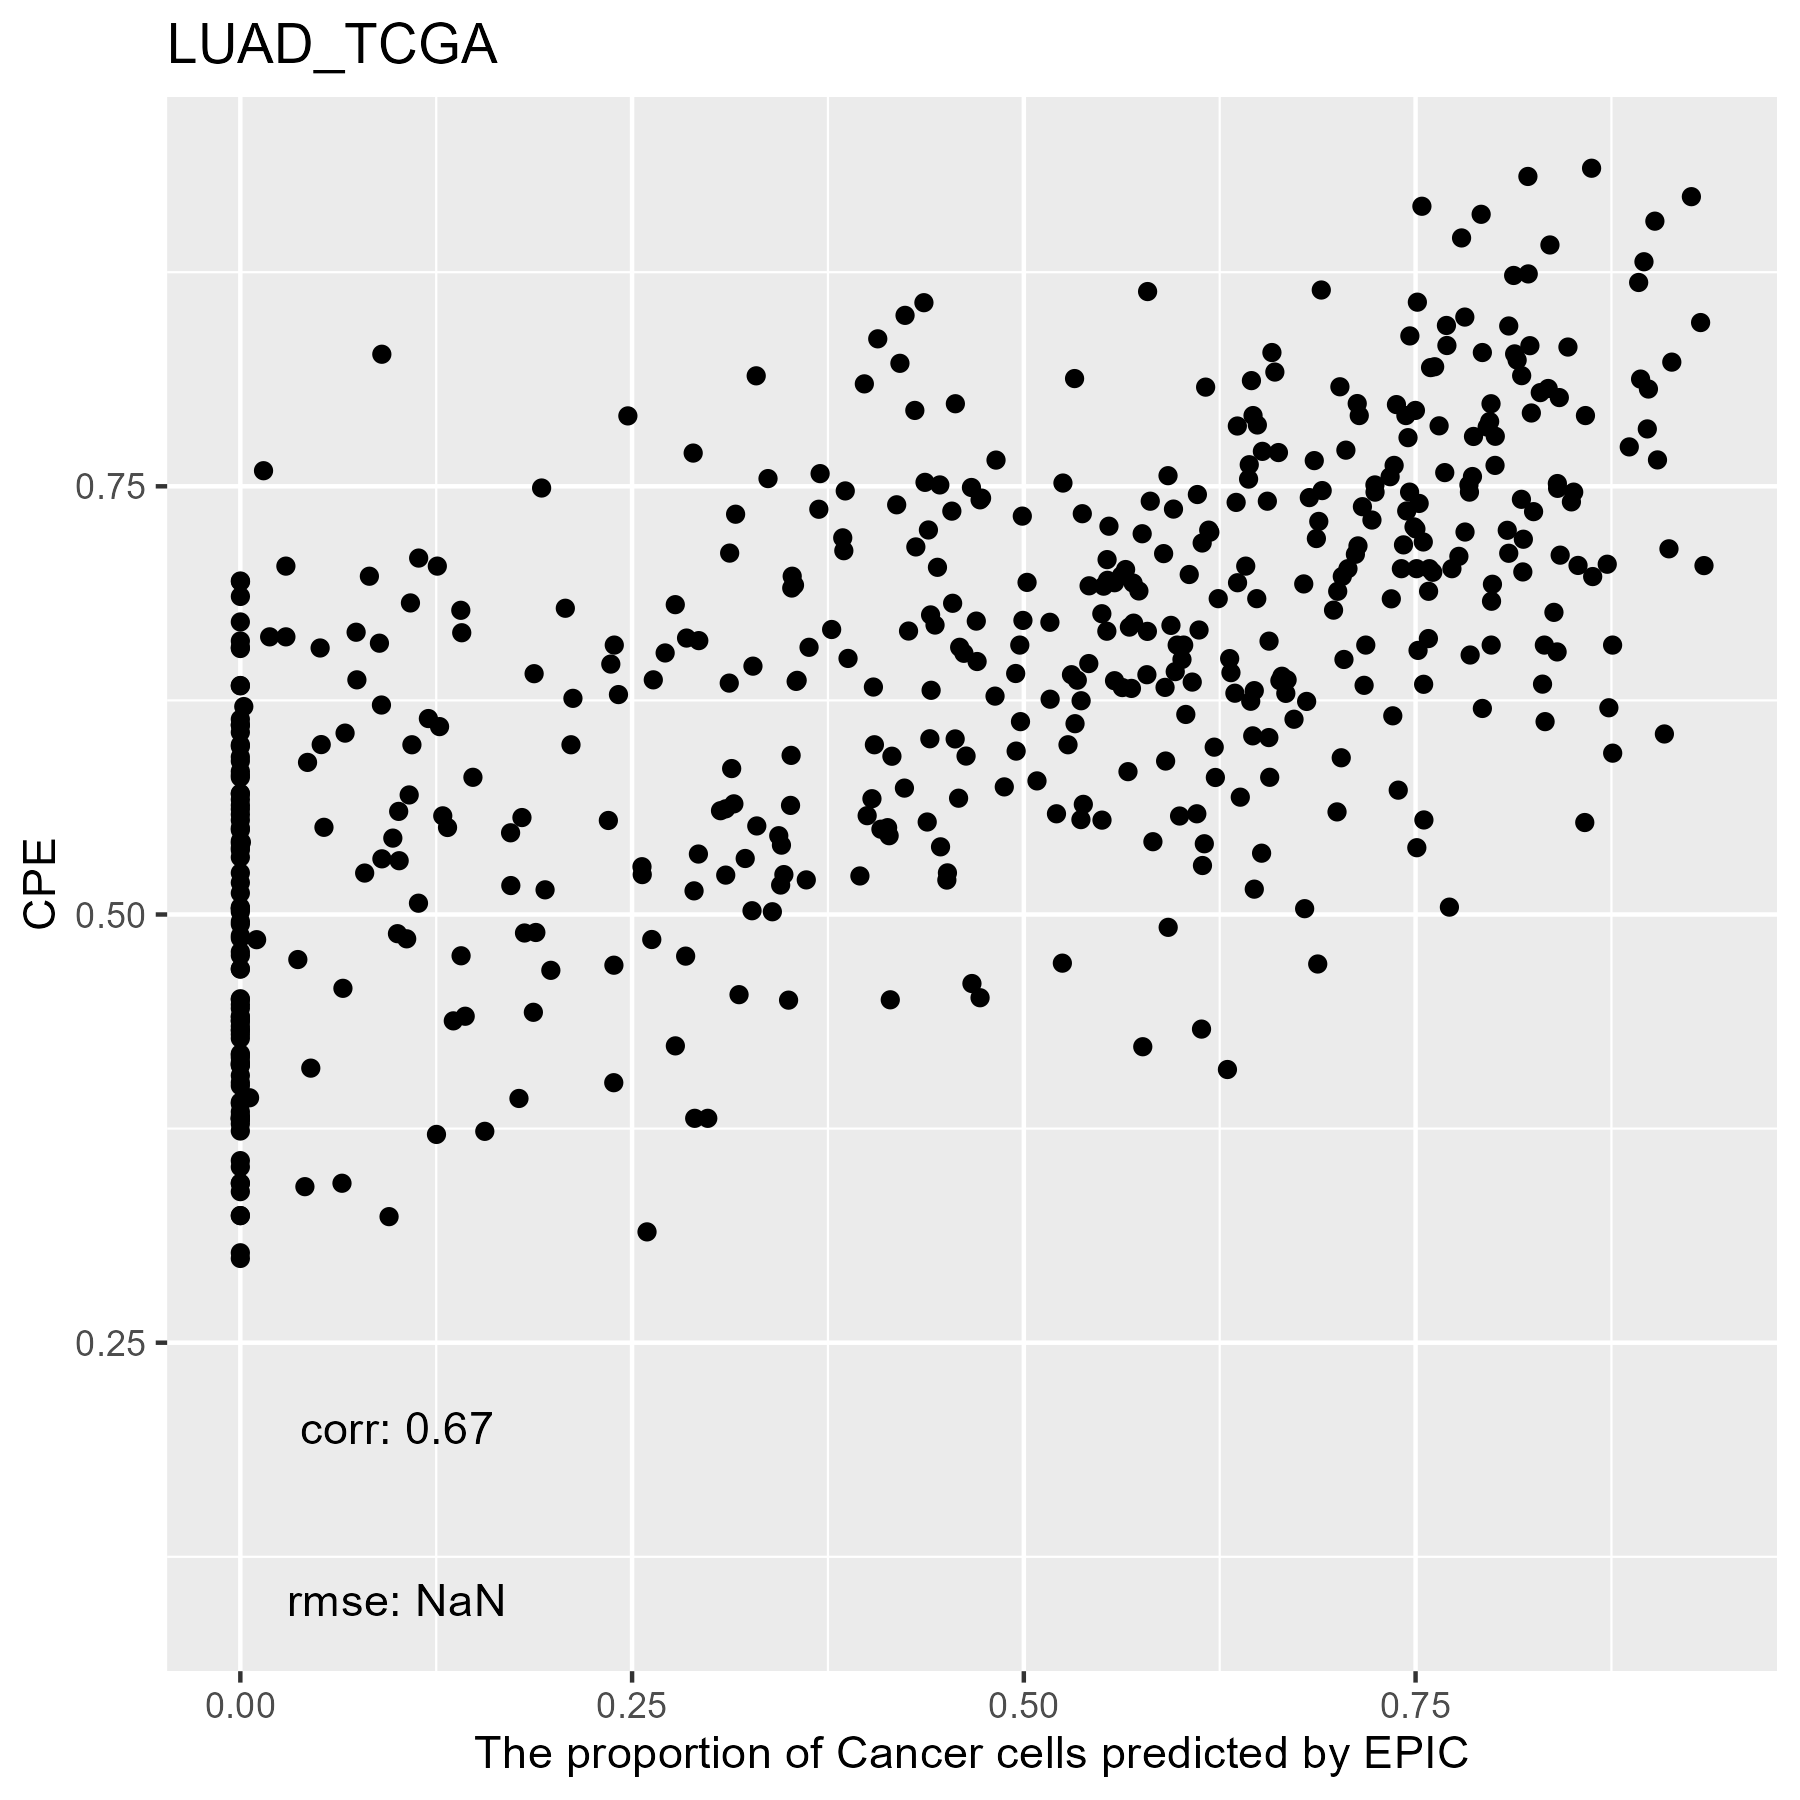 LUAD_TCGA
CPE
0.75
0.50
0.25
corr: 0.67
rmse: NaN
0.00 0.25 0.50 0.75
The proportion of Cancer cells predicted by EPIC